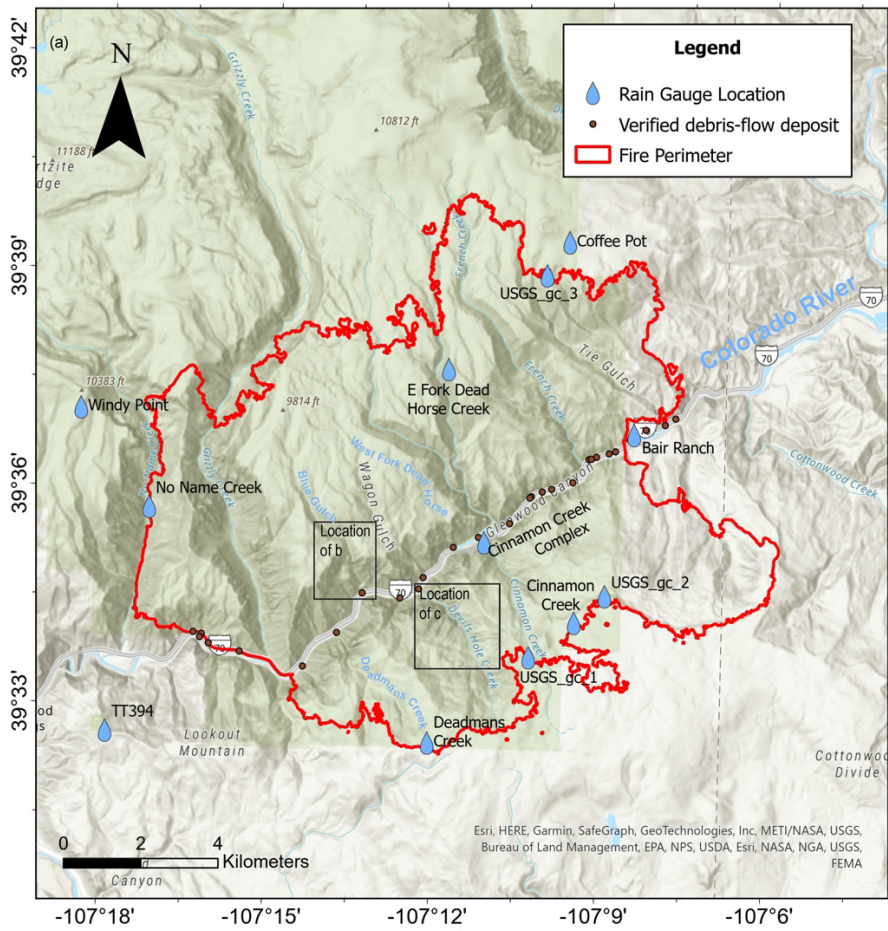 (a)
N
Legend
Rain Gauge Location
Verified debris-flow deposit
Fire Perimeter
39°42'
39°39'
39°36'
39°33'
Grizzly Creek
10812 ft
11188 ft
rtzite
dge
French Creek
Coffee Pot
USGS_gc_3
Colorado River
70
70
Tie Gulch
10383 ft
Windy Point
9814 ft
E Fork Dead
Horse Creek
French Creek
70
Bair Ranch
Grizzly Creek
No Name Creek
West Fork Dead
Horse
Wagon Gulch
Blue Gulch
Glenwood Canyon
Cottonwood
Creek
Location
of b
Cinnamon Creek
Complex
70
Location
of c
Cinnamon
Creek
USGS_gc_2
Cinnamon Creek
Devils Hole Creek
70
USGS_gc_1
Deadmans Creek
Deadmans
Creek
TT394
Lookout
Mountain
Cottonwo
Divide
0 2 4
Kilometers
Canyon
Esri, HERE, Garmin, SafeGraph, GeoTechnologies, Inc, METI/NASA, USGS,
Bureau of Land Management, EPA, NPS, USDA, Esri, NASA, NGA, USGS,
FEMA
-107°18' -107°15' -107°12' -107°9' -107°6'